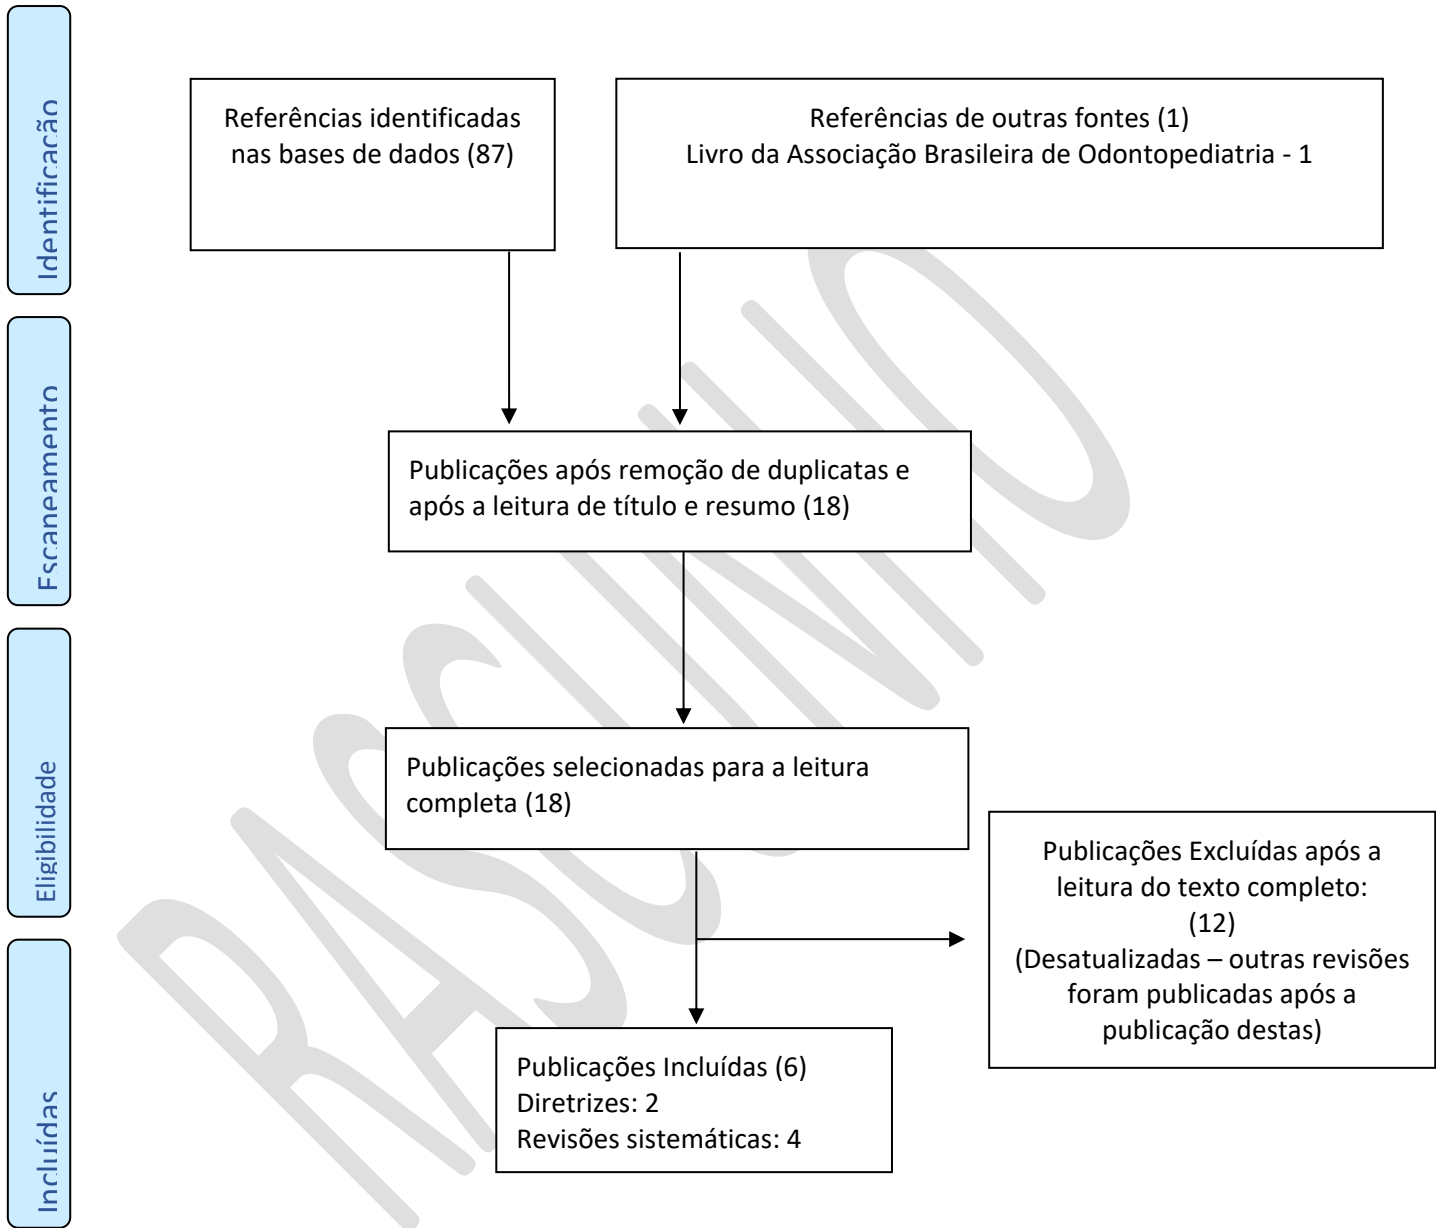 Identificação
Referências identificadas
nas bases de dados (87)
Referências de outras fontes (1)
Livro da Associação Brasileira de Odontopediatria - 1
Escaneamento
Publicações após remoção de duplicatas e
após a leitura de título e resumo (18)
Eligibilidade
Publicações selecionadas para a leitura
completa (18)
Publicações Excluídas após a
leitura do texto completo:
(12)
(Desatualizadas – outras revisões
foram publicadas após a
publicação destas)
Incluídas
Publicações Incluídas (6)
Diretrizes: 2
Revisões sistemáticas: 4
RASCUNHO